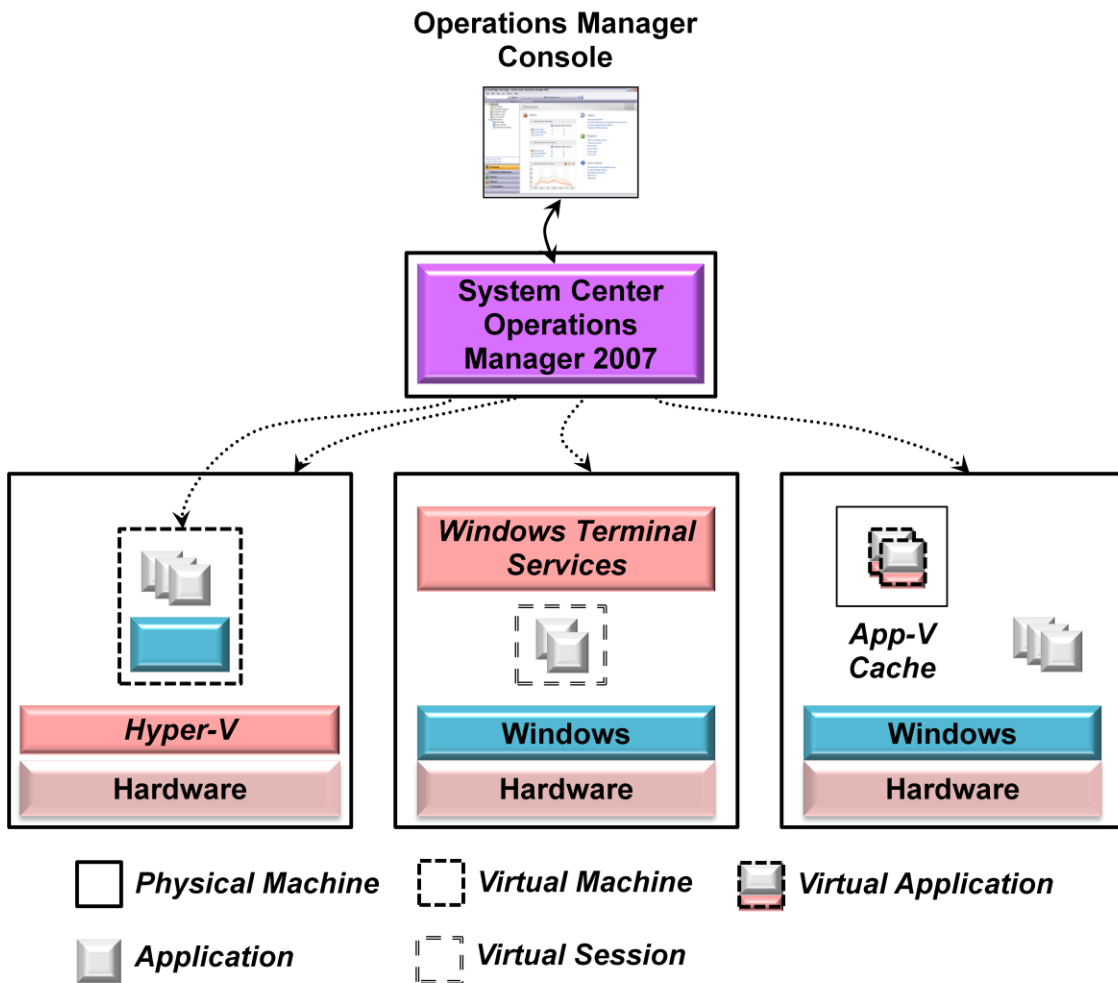 Operations Manager
Console
System Center
Operations
Manager 2007
Windows Terminal
Services
App-V
Cache
Hyper-V
Windows
Windows
Hardware
Hardware
Hardware
Physical Machine
Virtual Machine
Virtual Application
Application
Virtual Session